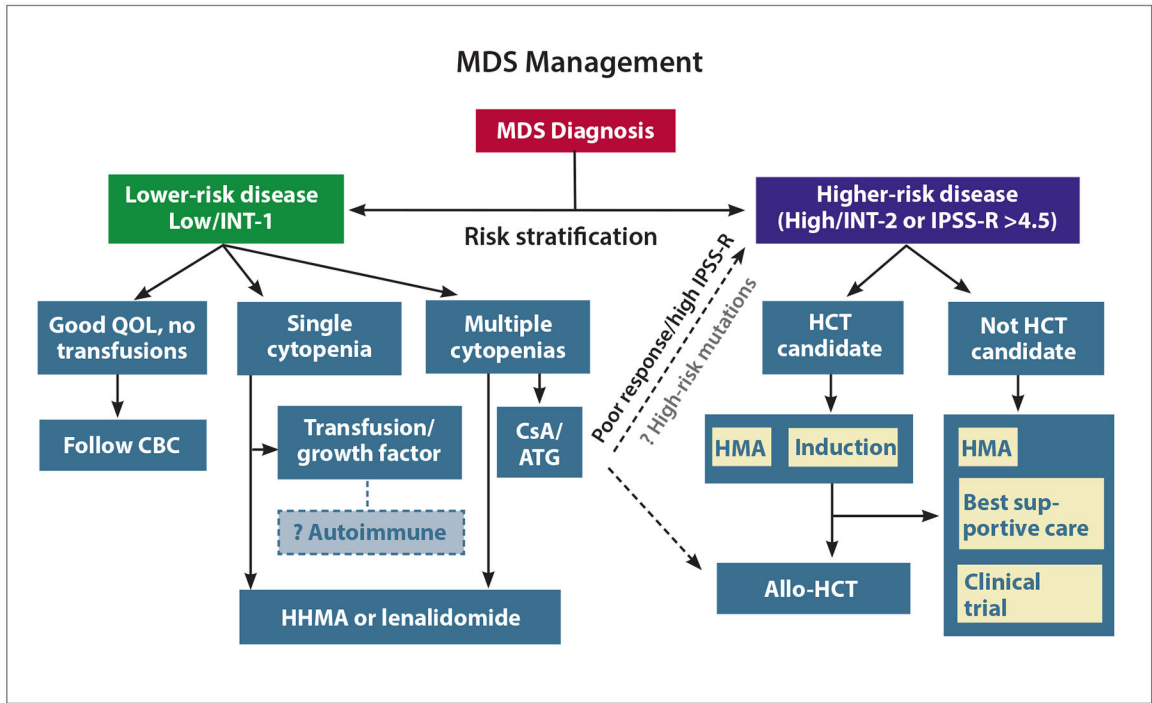 MDS Management
MDS Diagnosis
Lower-risk disease
Low/INT-1
Higher-risk disease
(High/INT-2 or IPSS-R >4.5)
Risk stratification
Good QOL, no
transfusions
Single
cytopenia
Multiple
cytopenias
Poor response/high IPSS-R
? High-risk mutations
HCT
candidate
Not HCT
candidate
Follow CBC
Transfusion/
growth factor
CsA/
ATG
HMA
Induction
HMA
Best sup-
portive care
Clinical
trial
? Autoimmune
HHMA or lenalidomide
Allo-HCT